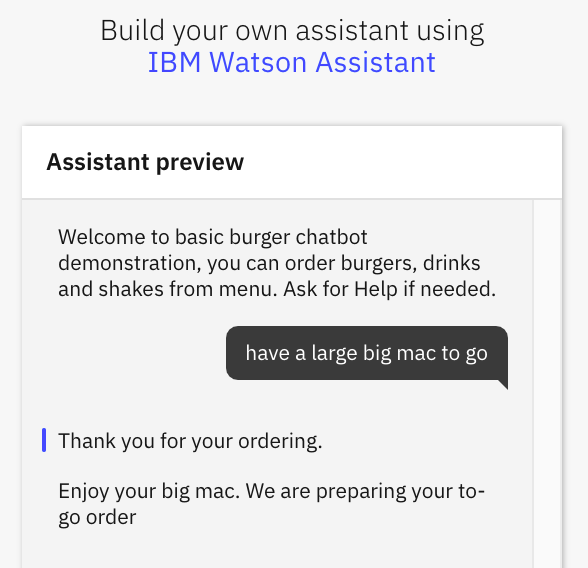 Build your own assistant using
IBM Watson Assistant
Assistant preview
Welcome to basic burger chatbot
demonstration, you can order burgers, drinks
and shakes from menu. Ask for Help if needed.
have a large big mac to go
Thank you for your ordering.
Enjoy your big mac. We are preparing your to-
go order